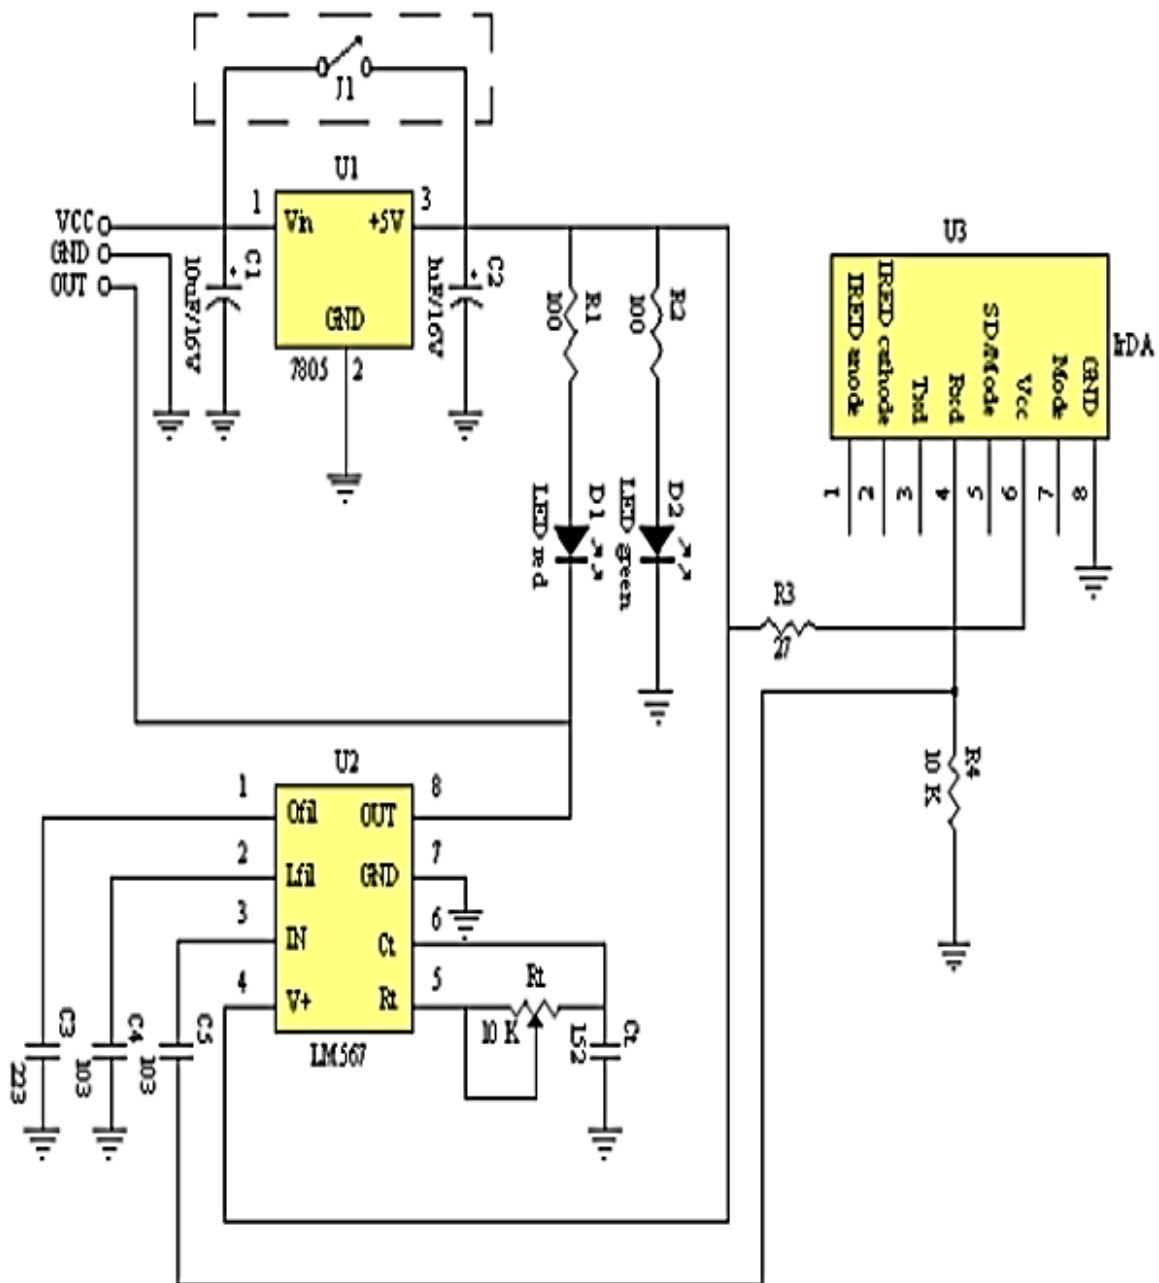 J1
U1
1
3
VCC
GND
OUT
Vin
+5V
GND
7805
2
C1
10uF/16V
C2
1uF/16V
R1
100
R2
100
D1
LED red
D2
LED green
U3
IrDA
IRED anode
IRED cathode
Txd
Rxd
SD/Mode
Vcc
Mode
GND
1
2
3
4
5
6
7
8
R3
27
R4
10 K
U2
1
2
3
4
8
7
6
5
Ofil
Lfil
IN
V+
OUT
GND
Ct
Rt
LM567
Rt
10 K
Ct
152
C3
223
C4
103
C5
103